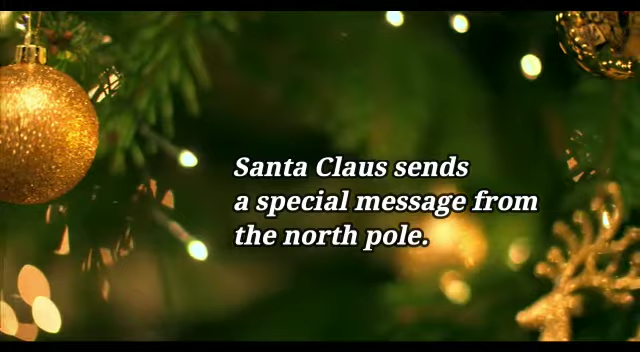 Santa Claus sends
a special message from
the north pole.